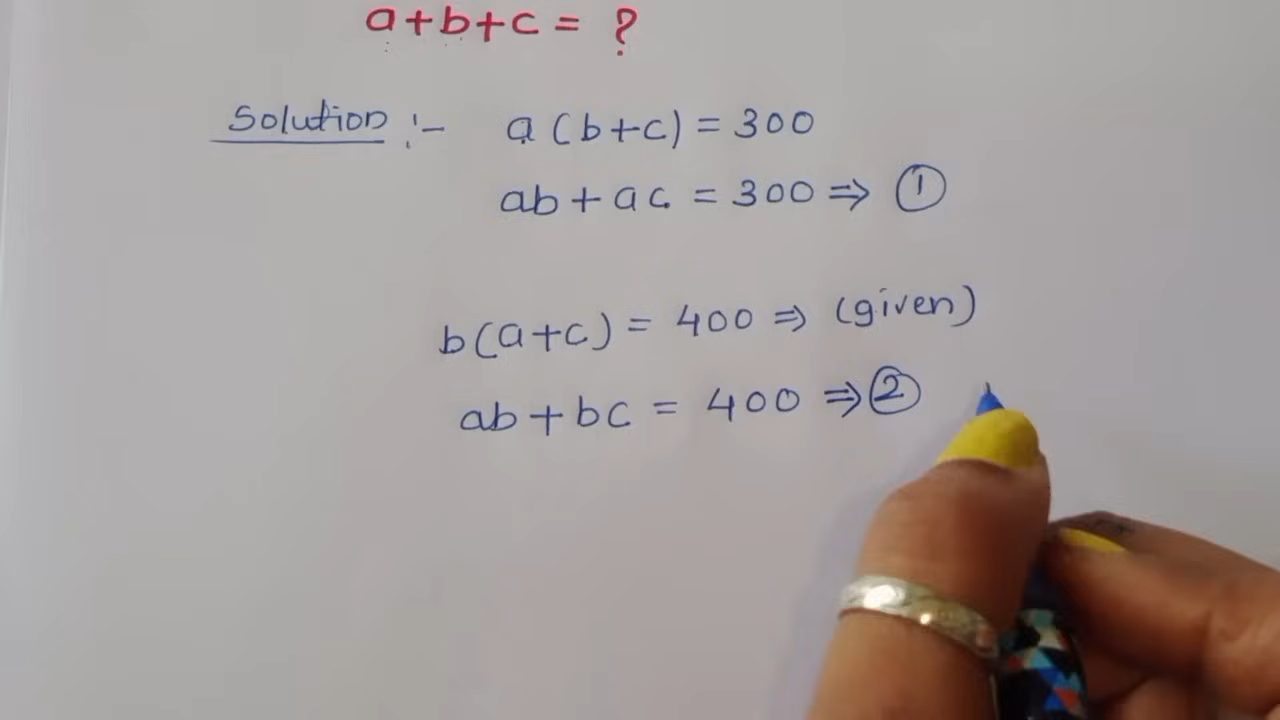 a+b+c = ?
Solution :- a(b+c) = 300
ab + ac = 300 ⇒ ①
b(a+c) = 400 ⇒ (given)
ab + bc = 400 ⇒ ②